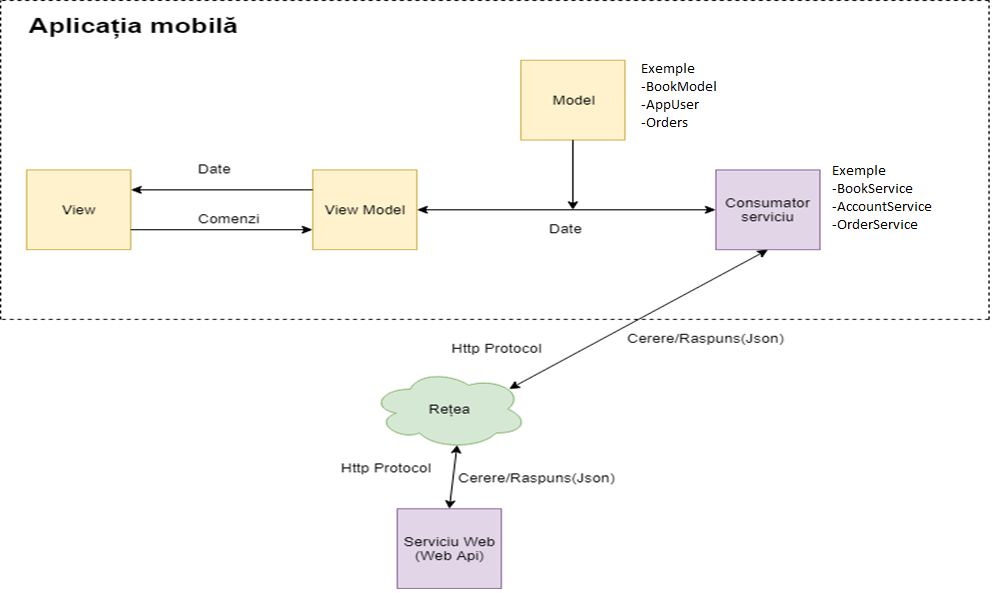 Aplicația mobilă
Model
Exemple
-BookModel
-AppUser
-Orders
Date
View
Comenzi
View Model
Date
Consumator
serviciu
Exemple
-BookService
-AccountService
-OrderService
Http Protocol
Cerere/Raspuns(Json)
Rețea
Http Protocol
Cerere/Raspuns(Json)
Serviciu Web
(Web Api)